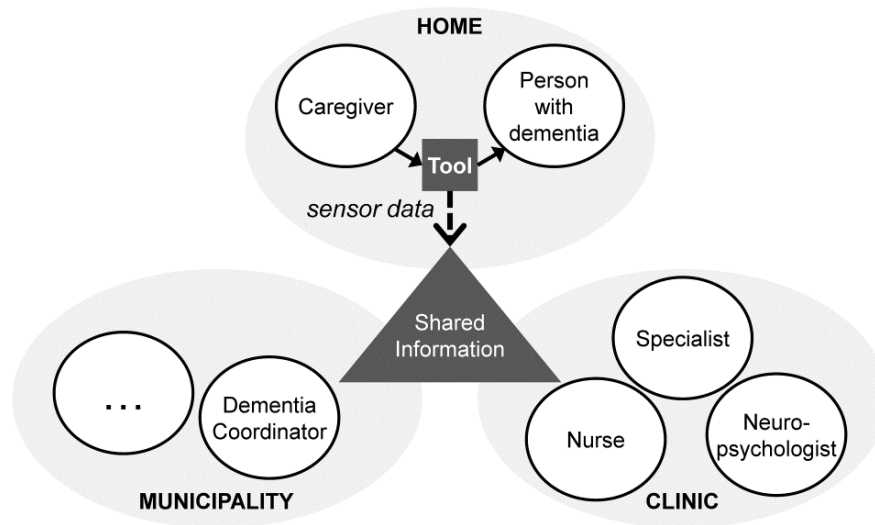 HOME
Caregiver
Person
with
dementia
Tool
sensor data
Shared
Information
Specialist
...
Dementia
Coordinator
Nurse
Neuro-
psychologist
MUNICIPALITY
CLINIC